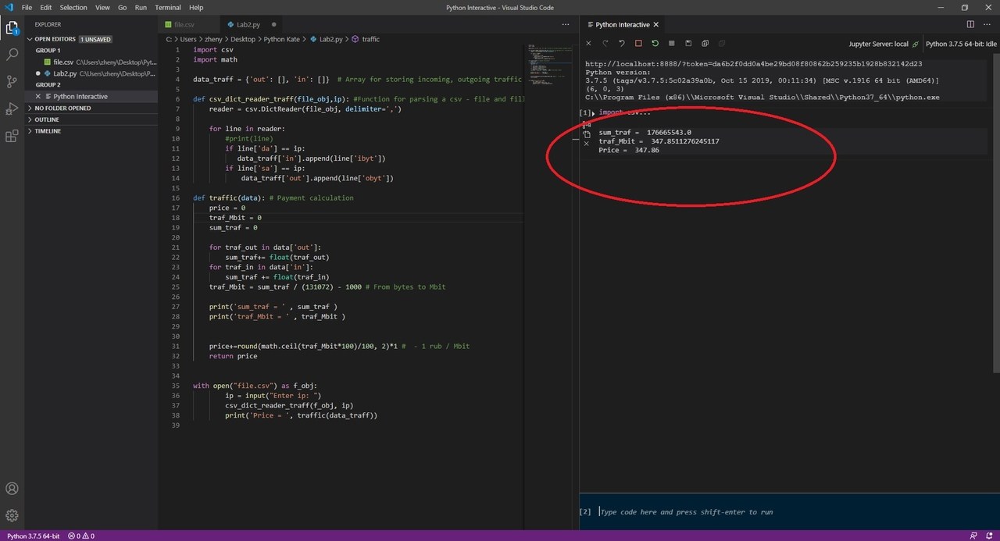 File Edit Selection View Go Run Terminal Help
Python Interactive - Visual Studio Code
EXPLORER
OPEN EDITORS 1 UNSAVED
GROUP 1
file.csv C:\Users\zheny\Desktop\Pyt...
Lab2.py C:\Users\zheny\Desktop\P...
GROUP 2
Python Interactive
NO FOLDER OPENED
OUTLINE
TIMELINE
1
file.csv
Lab2.py
C: > Users > zheny > Desktop > Python Kate > Lab2.py > traffic
1 import csv
2 import math
3
4 data_traff = {'out': [], 'in': []} # Array for storing incoming, outgoing traffic
5
6 def csv_dict_reader_traff(file_obj,ip): #Function for parsing a csv - file and fill
7 reader = csv.DictReader(file_obj, delimiter=',')
8
9 for line in reader:
10 #print(line)
11 if line['da'] == ip:
12 data_traff['in'].append(line['ibyt'])
13 if line['sa'] == ip:
14 data_traff['out'].append(line['obyt'])
15
16 def traffic(data): # Payment calculation
17 price = 0
18 traf_Mbit = 0
19 sum_traf = 0
20
21 for traf_out in data['out']:
22 sum_traf+= float(traf_out)
23 for traf_in in data['in']:
24 sum_traf += float(traf_in)
25 traf_Mbit = sum_traf / (131072) - 1000 # From bytes to Mbit
26
27 print('sum_traf = ' , sum_traf )
28 print('traf_Mbit = ' , traf_Mbit )
29
30
31 price+=round(math.ceil(traf_Mbit*100)/100, 2)*1 # - 1 rub / Mbit
32 return price
33
34
35 with open("file.csv") as f_obj:
36 ip = input("Enter ip: ")
37 csv_dict_reader_traff(f_obj, ip)
38 print('Price = ', traffic(data_traff))
39
Python Interactive
Jupyter Server: local
Python 3.7.5 64-bit: Idle
http://localhost:8888/?token=da6b2f0dd0a4be29bd08f80862b259235b1928b832142d23
Python version:
3.7.5 (tags/v3.7.5:5c02a39a0b, Oct 15 2019, 00:11:34) [MSC v.1916 64 bit (AMD64)]
(6, 0, 3)
C:\\Program Files (x86)\\Microsoft Visual Studio\\Shared\\Python37_64\\python.exe
[1] import csv...
sum_traf = 176665543.0
traf_Mbit = 347.8511276245117
Price = 347.86
[2] Type code here and press shift-enter to run
Python 3.7.5 64-bit 0 0